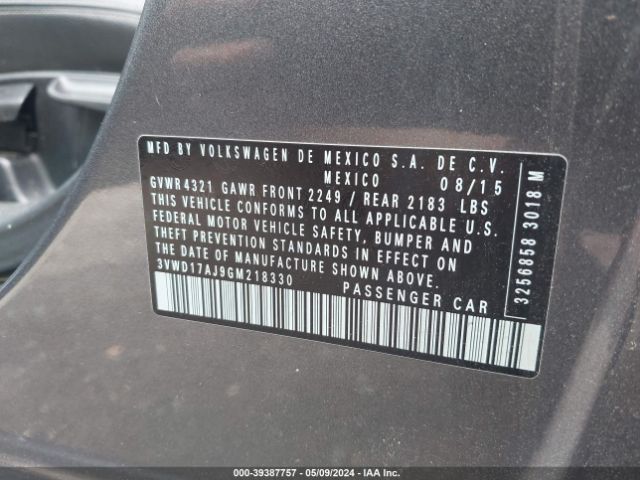 MFD BY VOLKSWAGEN DE MEXICO S.A. DE C.V.
MEXICO 08/15
GVWR 4321 GAWR FRONT 2249 / REAR 2183 LBS
THIS VEHICLE CONFORMS TO ALL APPLICABLE U.S.
FEDERAL MOTOR VEHICLE SAFETY, BUMPER AND
THEFT PREVENTION STANDARDS IN EFFECT ON
THE DATE OF MANUFACTURE SHOWN ABOVE.
3VWD17AJ9GM218330 PASSENGER CAR
3256858 3018 M
000-39387757 - 05/09/2024 - IAA Inc.